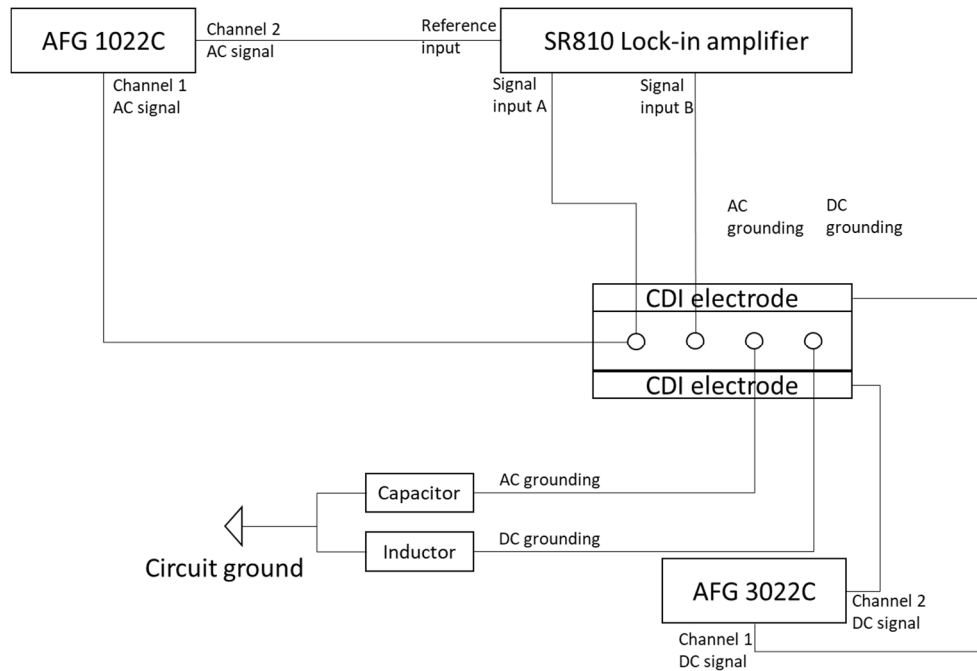 AFG 1022C
Channel 2
AC signal
Reference
input
SR810 Lock-in amplifier
Channel 1
AC signal
Signal
input A
Signal
input B
AC
grounding
DC
grounding
CDI electrode
CDI electrode
Capacitor
AC grounding
Inductor
DC grounding
Circuit ground
AFG 3022C
Channel 2
DC signal
Channel 1
DC signal